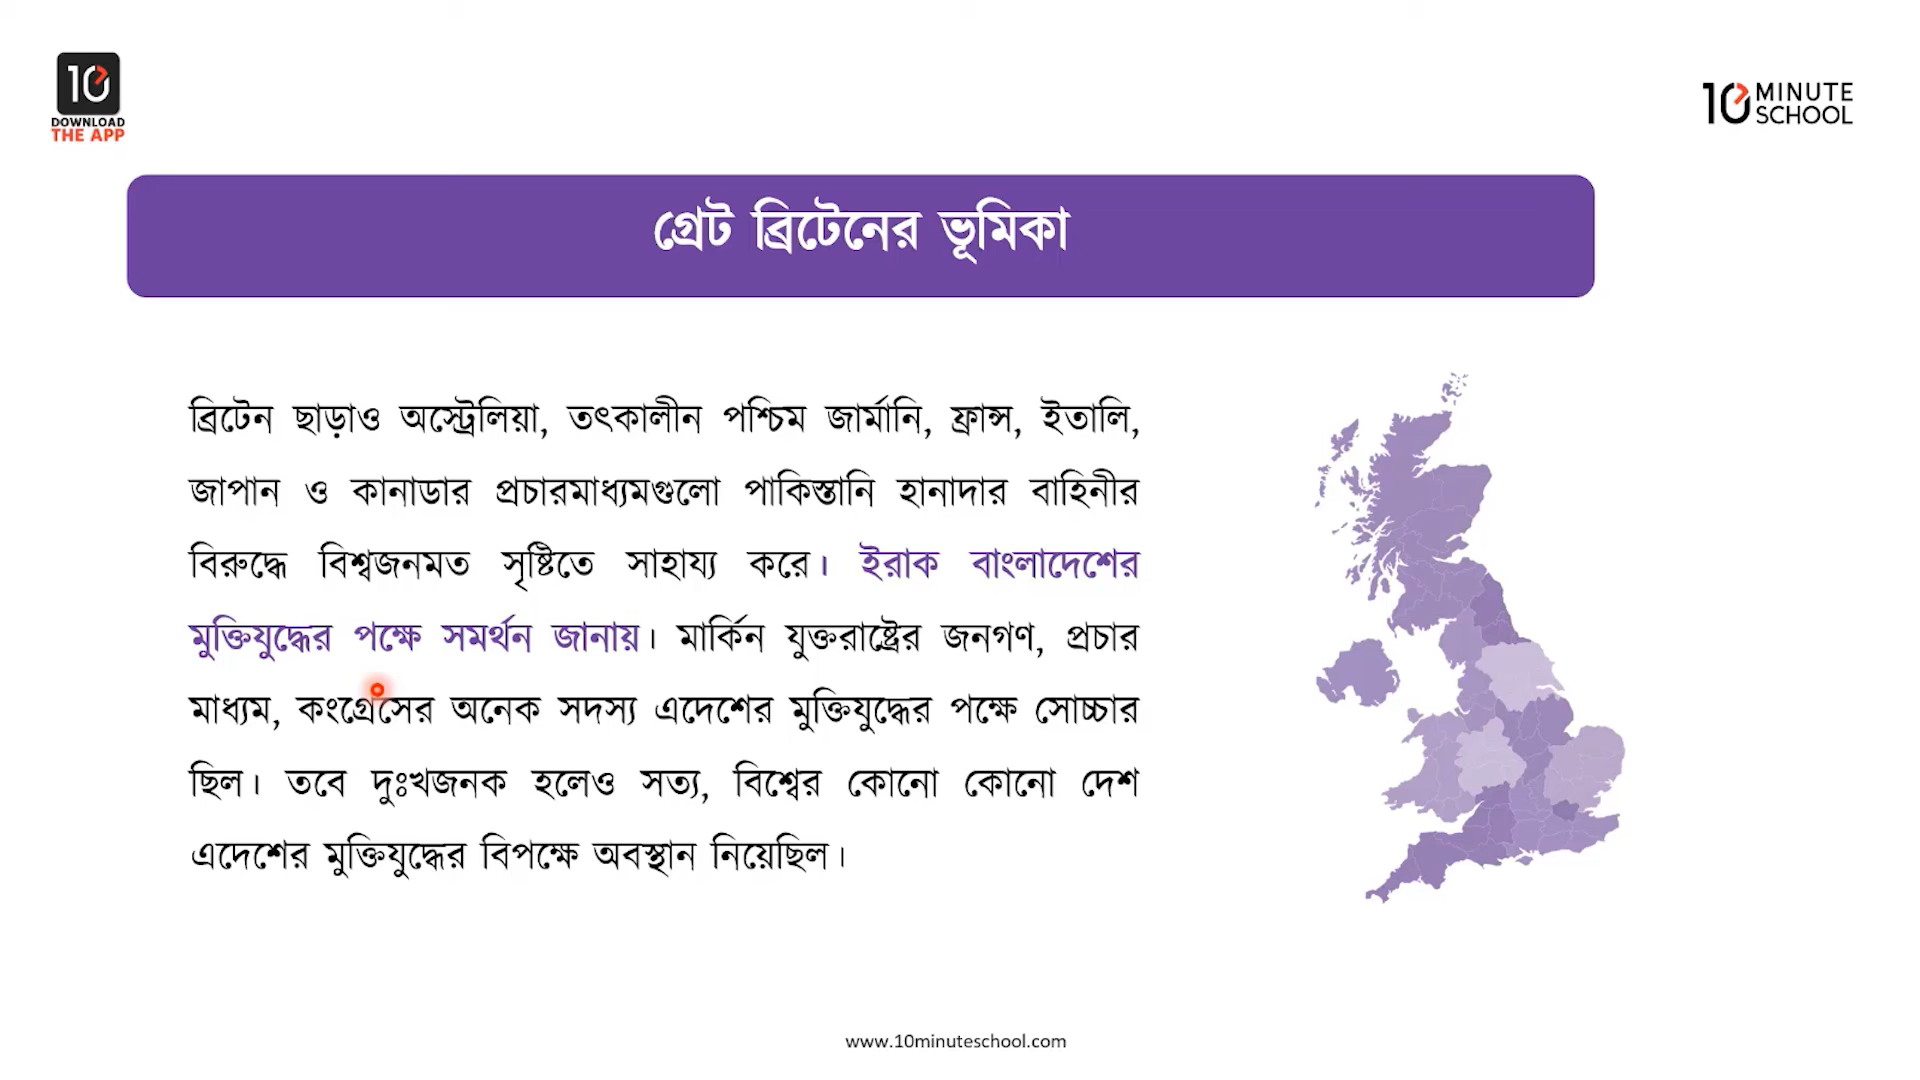 10
DOWNLOAD
THE APP
10 MINUTE
SCHOOL
গ্রেট ব্রিটেনের ভূমিকা
ব্রিটেন ছাড়াও অস্ট্রেলিয়া, তৎকালীন পশ্চিম জার্মানি, ফ্রান্স, ইতালি,
জাপান ও কানাডার প্রচারমাধ্যমগুলো পাকিস্তানি হানাদার বাহিনীর
বিরুদ্ধে বিশ্বজনমত সৃষ্টিতে সাহায্য করে। ইরাক বাংলাদেশের
মুক্তিযুদ্ধের পক্ষে সমর্থন জানায়। মার্কিন যুক্তরাষ্ট্রের জনগণ, প্রচার
মাধ্যম, কংগ্রেসের অনেক সদস্য এদেশের মুক্তিযুদ্ধের পক্ষে সোচ্চার
ছিল। তবে দুঃখজনক হলেও সত্য, বিশ্বের কোনো কোনো দেশ
এদেশের মুক্তিযুদ্ধের বিপক্ষে অবস্থান নিয়েছিল।
www.10minuteschool.com